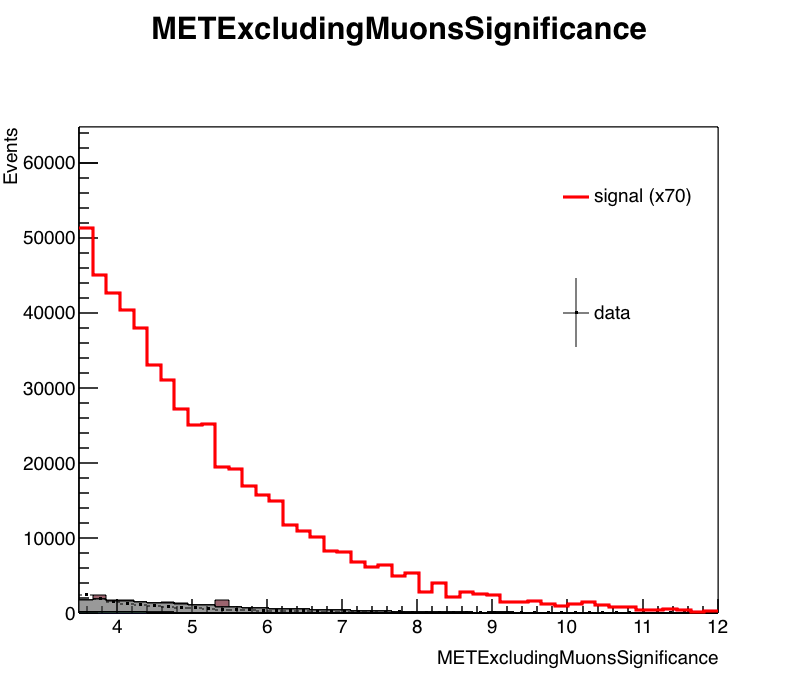 METExcludingMuonsSignificance
Events
60000
50000
40000
30000
20000
10000
0
signal (x70)
data
4 5 6 7 8 9 10 11 12
METExcludingMuonsSignificance